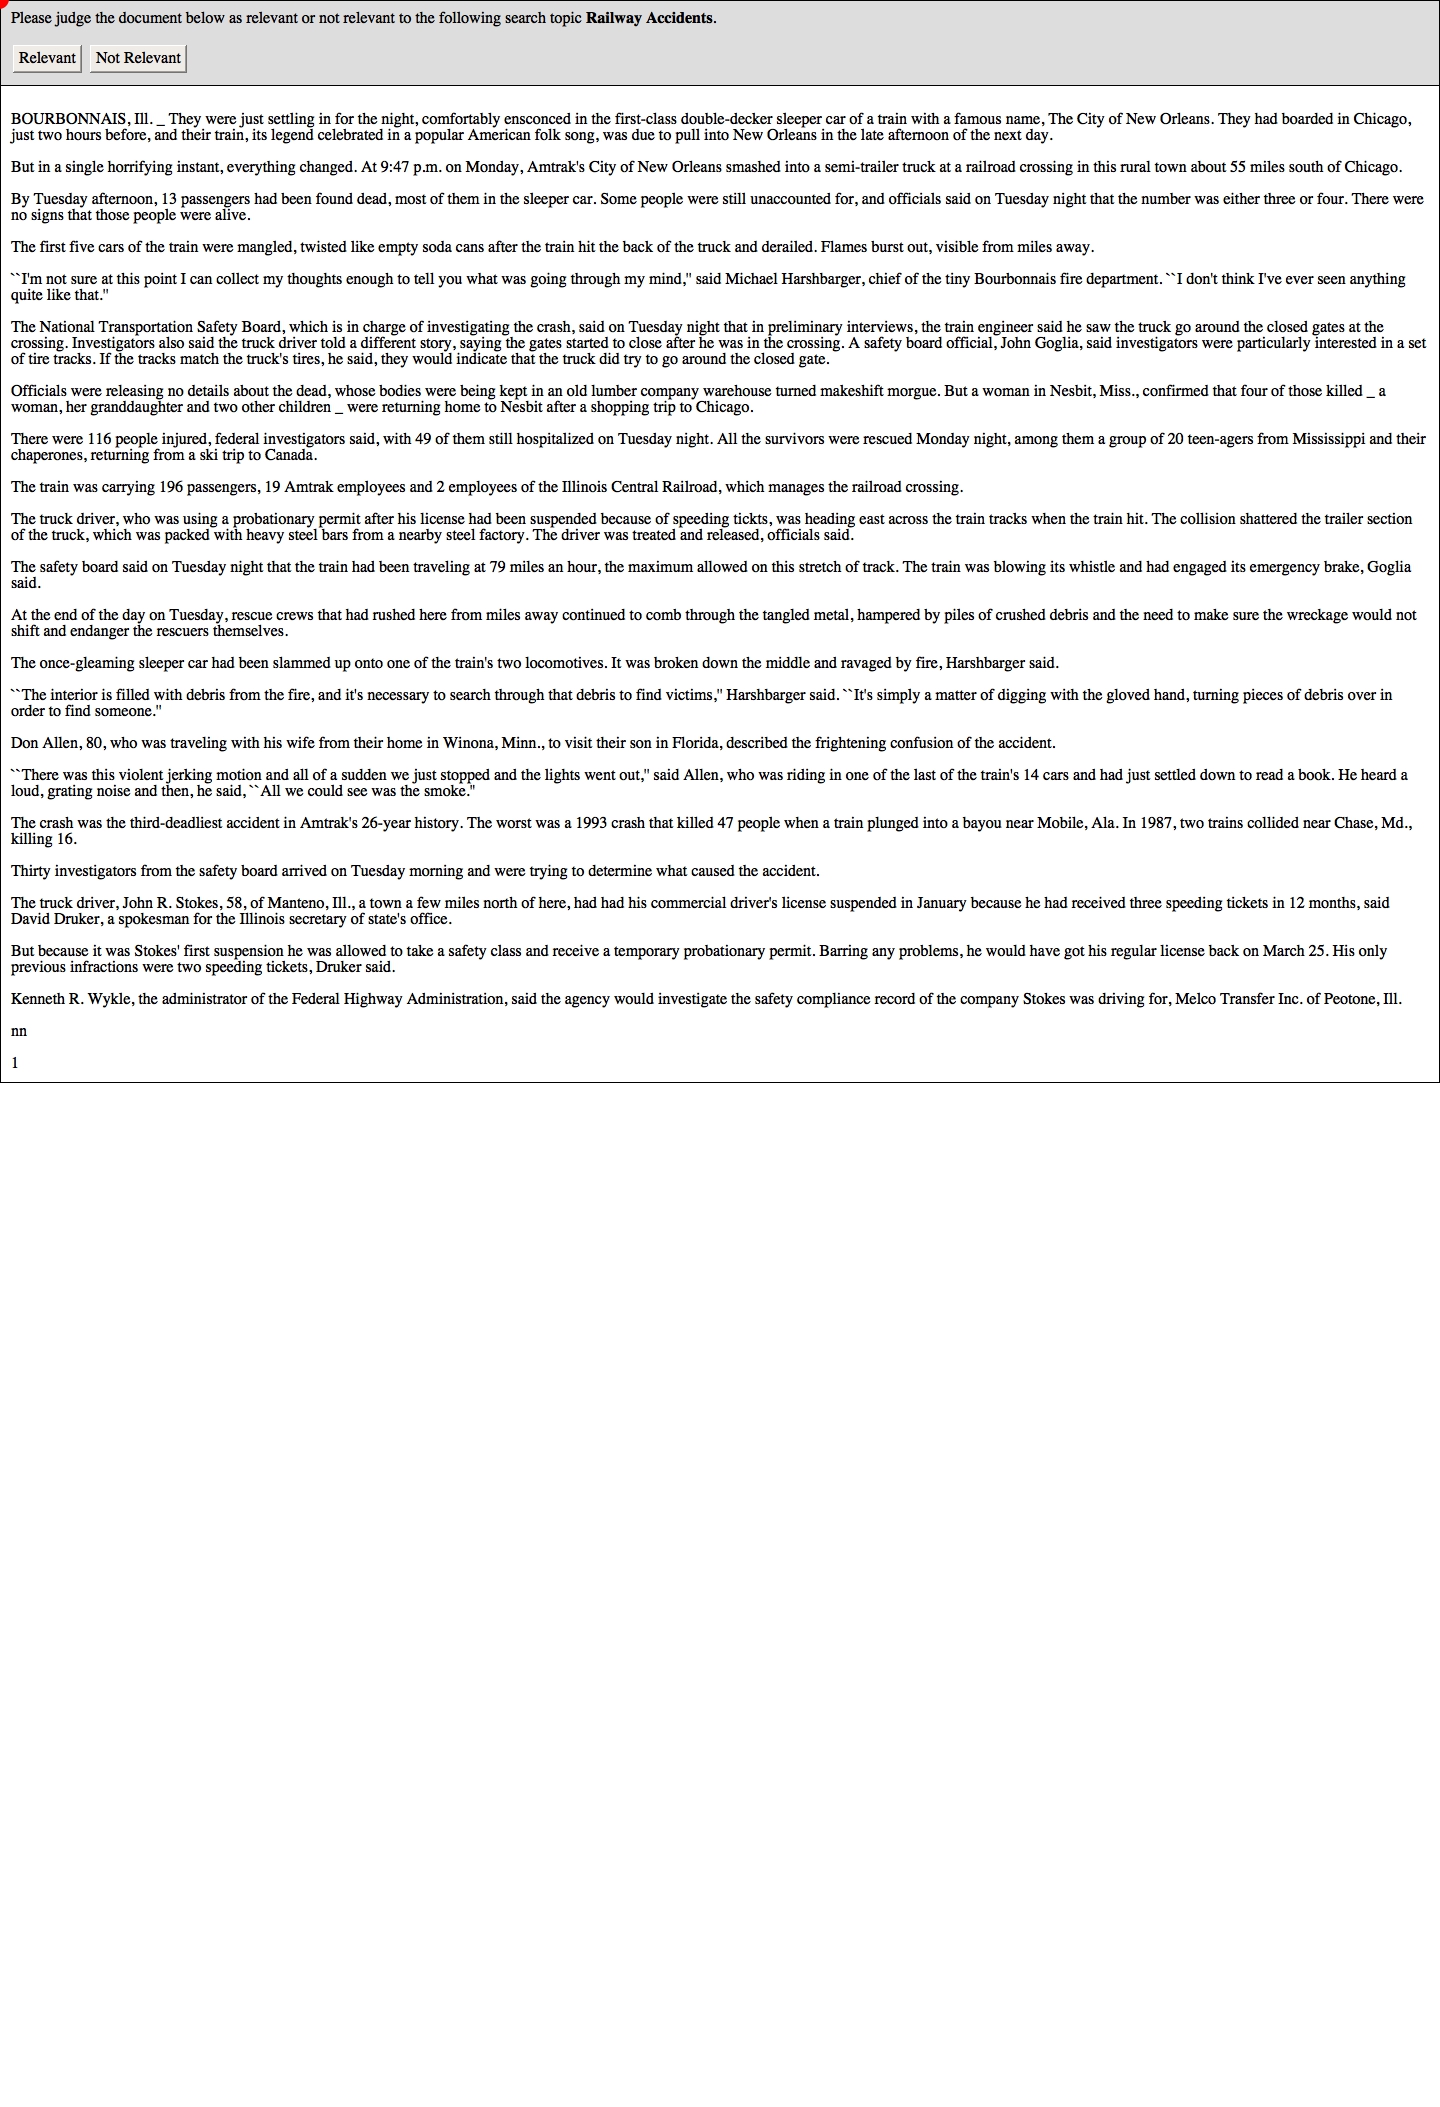 Please judge the document below as relevant or not relevant to the following search topic Railway Accidents.
Relevant Not Relevant
BOURBONNAIS, Ill. _ They were just settling in for the night, comfortably ensconced in the first-class double-decker sleeper car of a train with a famous name, The City of New Orleans. They had boarded in Chicago,
just two hours before, and their train, its legend celebrated in a popular American folk song, was due to pull into New Orleans in the late afternoon of the next day.
But in a single horrifying instant, everything changed. At 9:47 p.m. on Monday, Amtrak's City of New Orleans smashed into a semi-trailer truck at a railroad crossing in this rural town about 55 miles south of Chicago.
By Tuesday afternoon, 13 passengers had been found dead, most of them in the sleeper car. Some people were still unaccounted for, and officials said on Tuesday night that the number was either three or four. There were
no signs that those people were alive.
The first five cars of the train were mangled, twisted like empty soda cans after the train hit the back of the truck and derailed. Flames burst out, visible from miles away.
``I'm not sure at this point I can collect my thoughts enough to tell you what was going through my mind,'' said Michael Harshbarger, chief of the tiny Bourbonnais fire department. ``I don't think I've ever seen anything
quite like that.''
The National Transportation Safety Board, which is in charge of investigating the crash, said on Tuesday night that in preliminary interviews, the train engineer said he saw the truck go around the closed gates at the
crossing. Investigators also said the truck driver told a different story, saying the gates started to close after he was in the crossing. A safety board official, John Goglia, said investigators were particularly interested in a set
of tire tracks. If the tracks match the truck's tires, he said, they would indicate that the truck did try to go around the closed gate.
Officials were releasing no details about the dead, whose bodies were being kept in an old lumber company warehouse turned makeshift morgue. But a woman in Nesbit, Miss., confirmed that four of those killed _ a
woman, her granddaughter and two other children _ were returning home to Nesbit after a shopping trip to Chicago.
There were 116 people injured, federal investigators said, with 49 of them still hospitalized on Tuesday night. All the survivors were rescued Monday night, among them a group of 20 teen-agers from Mississippi and their
chaperones, returning from a ski trip to Canada.
The train was carrying 196 passengers, 19 Amtrak employees and 2 employees of the Illinois Central Railroad, which manages the railroad crossing.
The truck driver, who was using a probationary permit after his license had been suspended because of speeding tickts, was heading east across the train tracks when the train hit. The collision shattered the trailer section
of the truck, which was packed with heavy steel bars from a nearby steel factory. The driver was treated and released, officials said.
The safety board said on Tuesday night that the train had been traveling at 79 miles an hour, the maximum allowed on this stretch of track. The train was blowing its whistle and had engaged its emergency brake, Goglia
said.
At the end of the day on Tuesday, rescue crews that had rushed here from miles away continued to comb through the tangled metal, hampered by piles of crushed debris and the need to make sure the wreckage would not
shift and endanger the rescuers themselves.
The once-gleaming sleeper car had been slammed up onto one of the train's two locomotives. It was broken down the middle and ravaged by fire, Harshbarger said.
``The interior is filled with debris from the fire, and it's necessary to search through that debris to find victims,'' Harshbarger said. ``It's simply a matter of digging with the gloved hand, turning pieces of debris over in
order to find someone.''
Don Allen, 80, who was traveling with his wife from their home in Winona, Minn., to visit their son in Florida, described the frightening confusion of the accident.
``There was this violent jerking motion and all of a sudden we just stopped and the lights went out,'' said Allen, who was riding in one of the last of the train's 14 cars and had just settled down to read a book. He heard a
loud, grating noise and then, he said, ``All we could see was the smoke.''
The crash was the third-deadliest accident in Amtrak's 26-year history. The worst was a 1993 crash that killed 47 people when a train plunged into a bayou near Mobile, Ala. In 1987, two trains collided near Chase, Md.,
killing 16.
Thirty investigators from the safety board arrived on Tuesday morning and were trying to determine what caused the accident.
The truck driver, John R. Stokes, 58, of Manteno, Ill., a town a few miles north of here, had had his commercial driver's license suspended in January because he had received three speeding tickets in 12 months, said
David Druker, a spokesman for the Illinois secretary of state's office.
But because it was Stokes' first suspension he was allowed to take a safety class and receive a temporary probationary permit. Barring any problems, he would have got his regular license back on March 25. His only
previous infractions were two speeding tickets, Druker said.
Kenneth R. Wykle, the administrator of the Federal Highway Administration, said the agency would investigate the safety compliance record of the company Stokes was driving for, Melco Transfer Inc. of Peotone, Ill.
nn
1